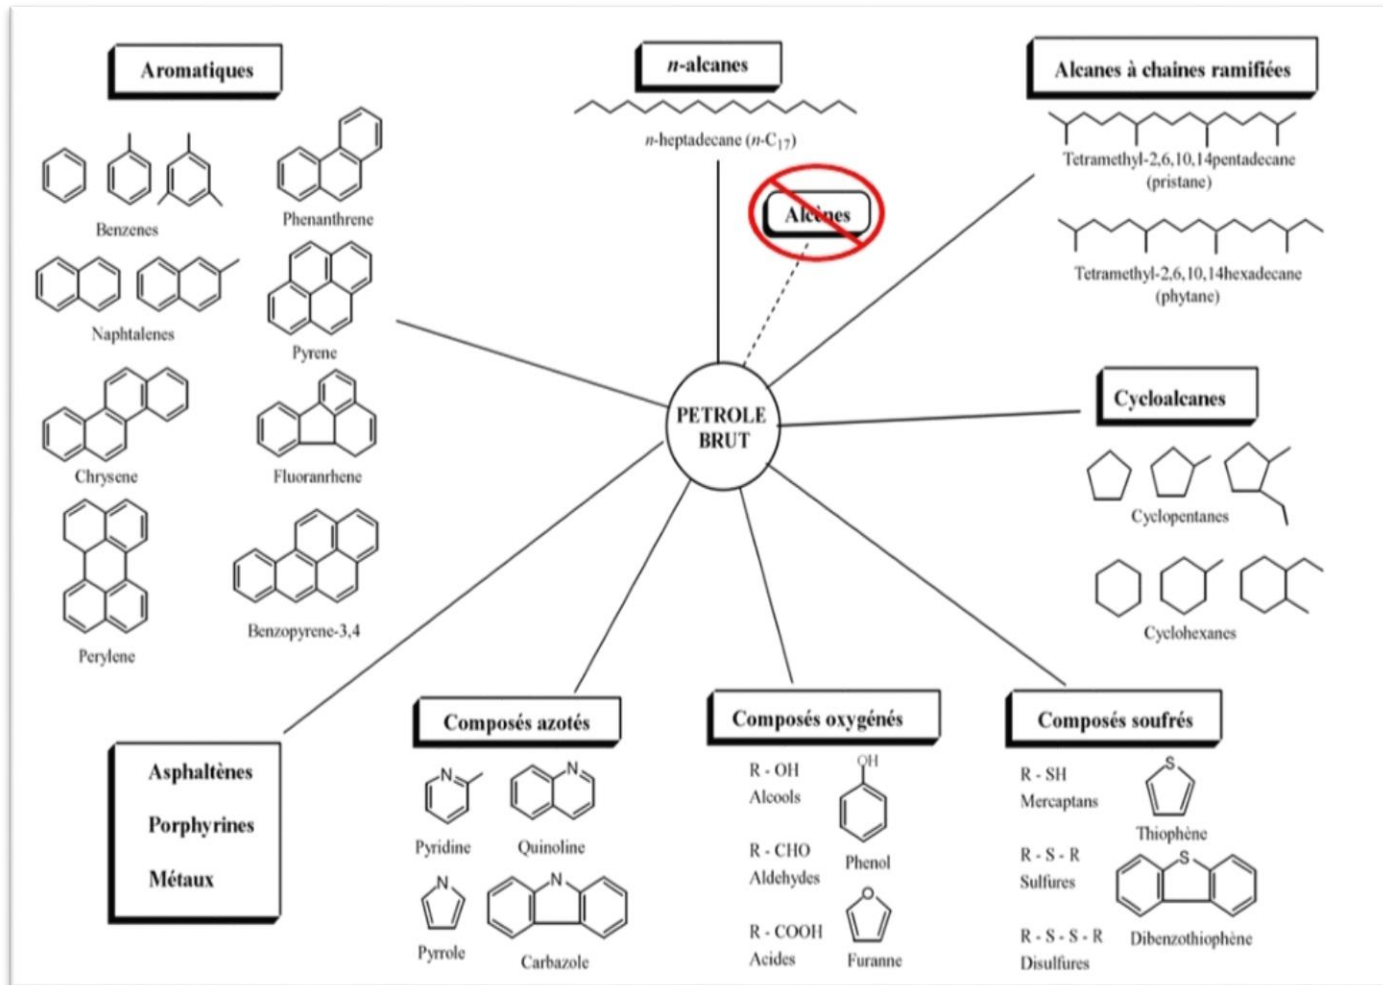 Aromatiques
Benzenes
Phenanthrene
Naphtalenes
Pyrene
Chrysene
Fluoranrhene
Perylene
Benzopyrene-3,4
n-alcanes
n-heptadecane (n-C17)
Alcènes
Alcanes à chaines ramifiées
Tetramethyl-2,6,10,14pentadecane
(pristane)
Tetramethyl-2,6,10,14hexadecane
(phytane)
PETROLE
BRUT
Cycloalcanes
Cyclopentanes
Cyclohexanes
Asphaltènes
Porphyrines
Métaux
Composés azotés
N
N
Pyridine
Quinoline
N
N
Pyrrole
Carbazole
Composés oxygénés
R - OH
Alcools
OH
Phenol
R - CHO
Aldehydes
O
Furanne
R - COOH
Acides
Composés soufrés
R - SH
Mercaptans
S
Thiophène
R - S - R
Sulfures
S
Dibenzothiophène
R - S - S - R
Disulfures